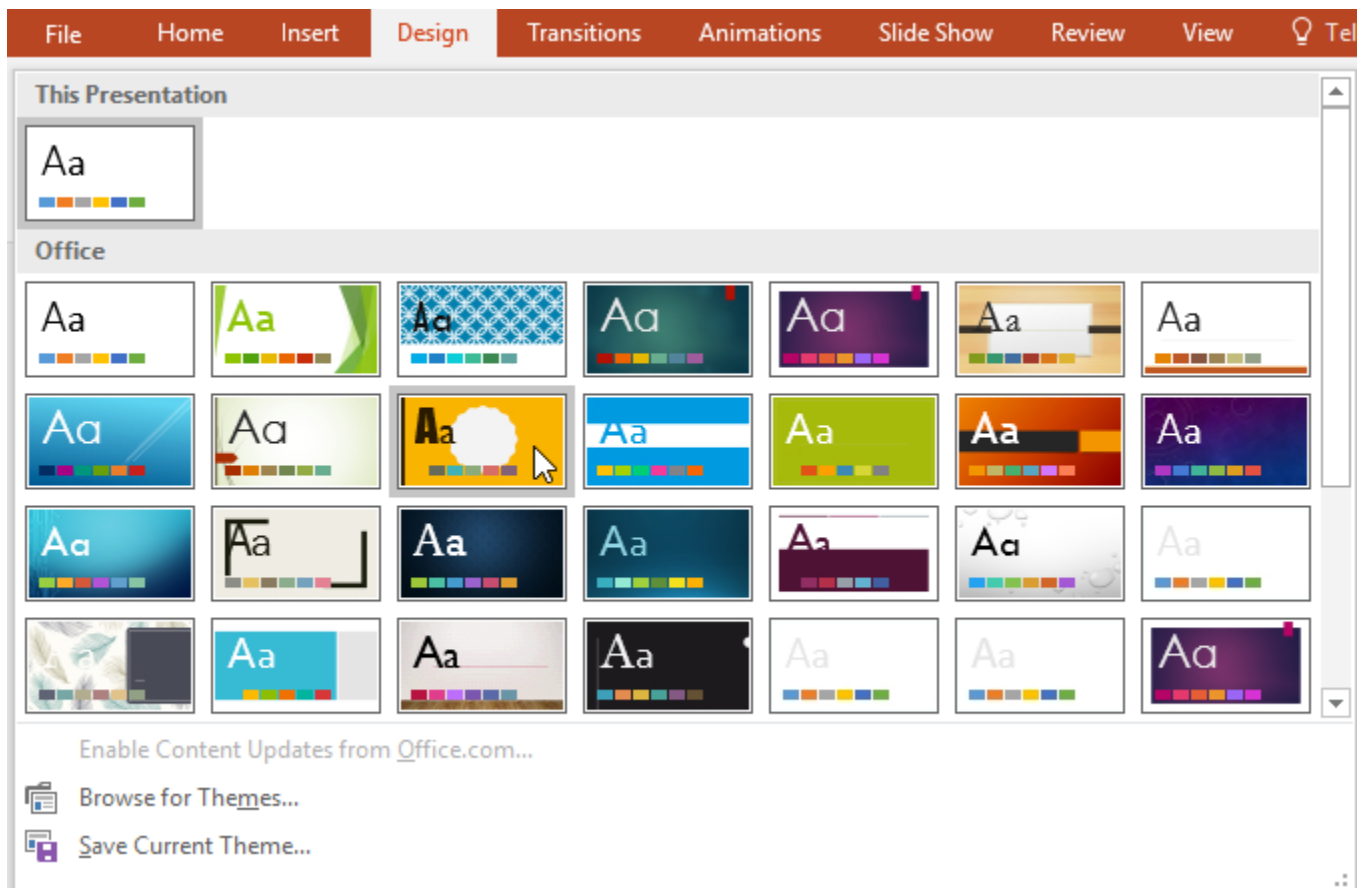 File Home Insert Design Transitions Animations Slide Show Review View Tel
This Presentation
Aa
Office
Aa Aa Aa Aa Aa Aa Aa
Aa Aa Aa Aa Aa Aa Aa
Aa Aa Aa Aa Aa Aa Aa
Aa Aa Aa Aa Aa Aa Aa
Enable Content Updates from Office.com...
Browse for Themes...
Save Current Theme...